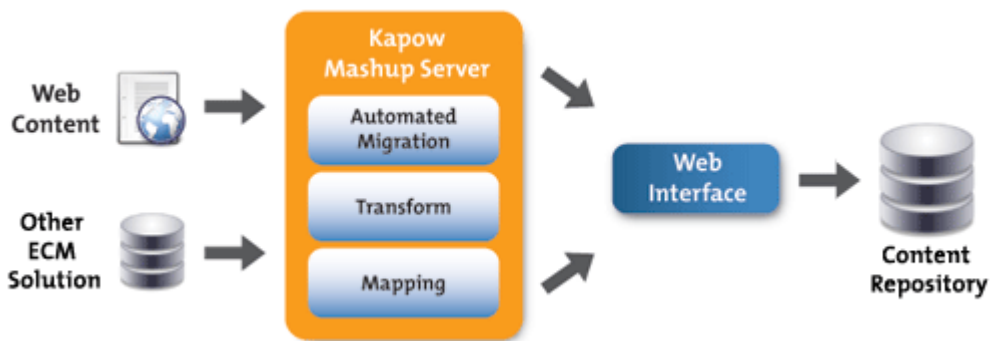 Web
Content
Other
ECM
Solution
Kapow
Mashup Server
Automated
Migration
Transform
Mapping
Web
Interface
Content
Repository